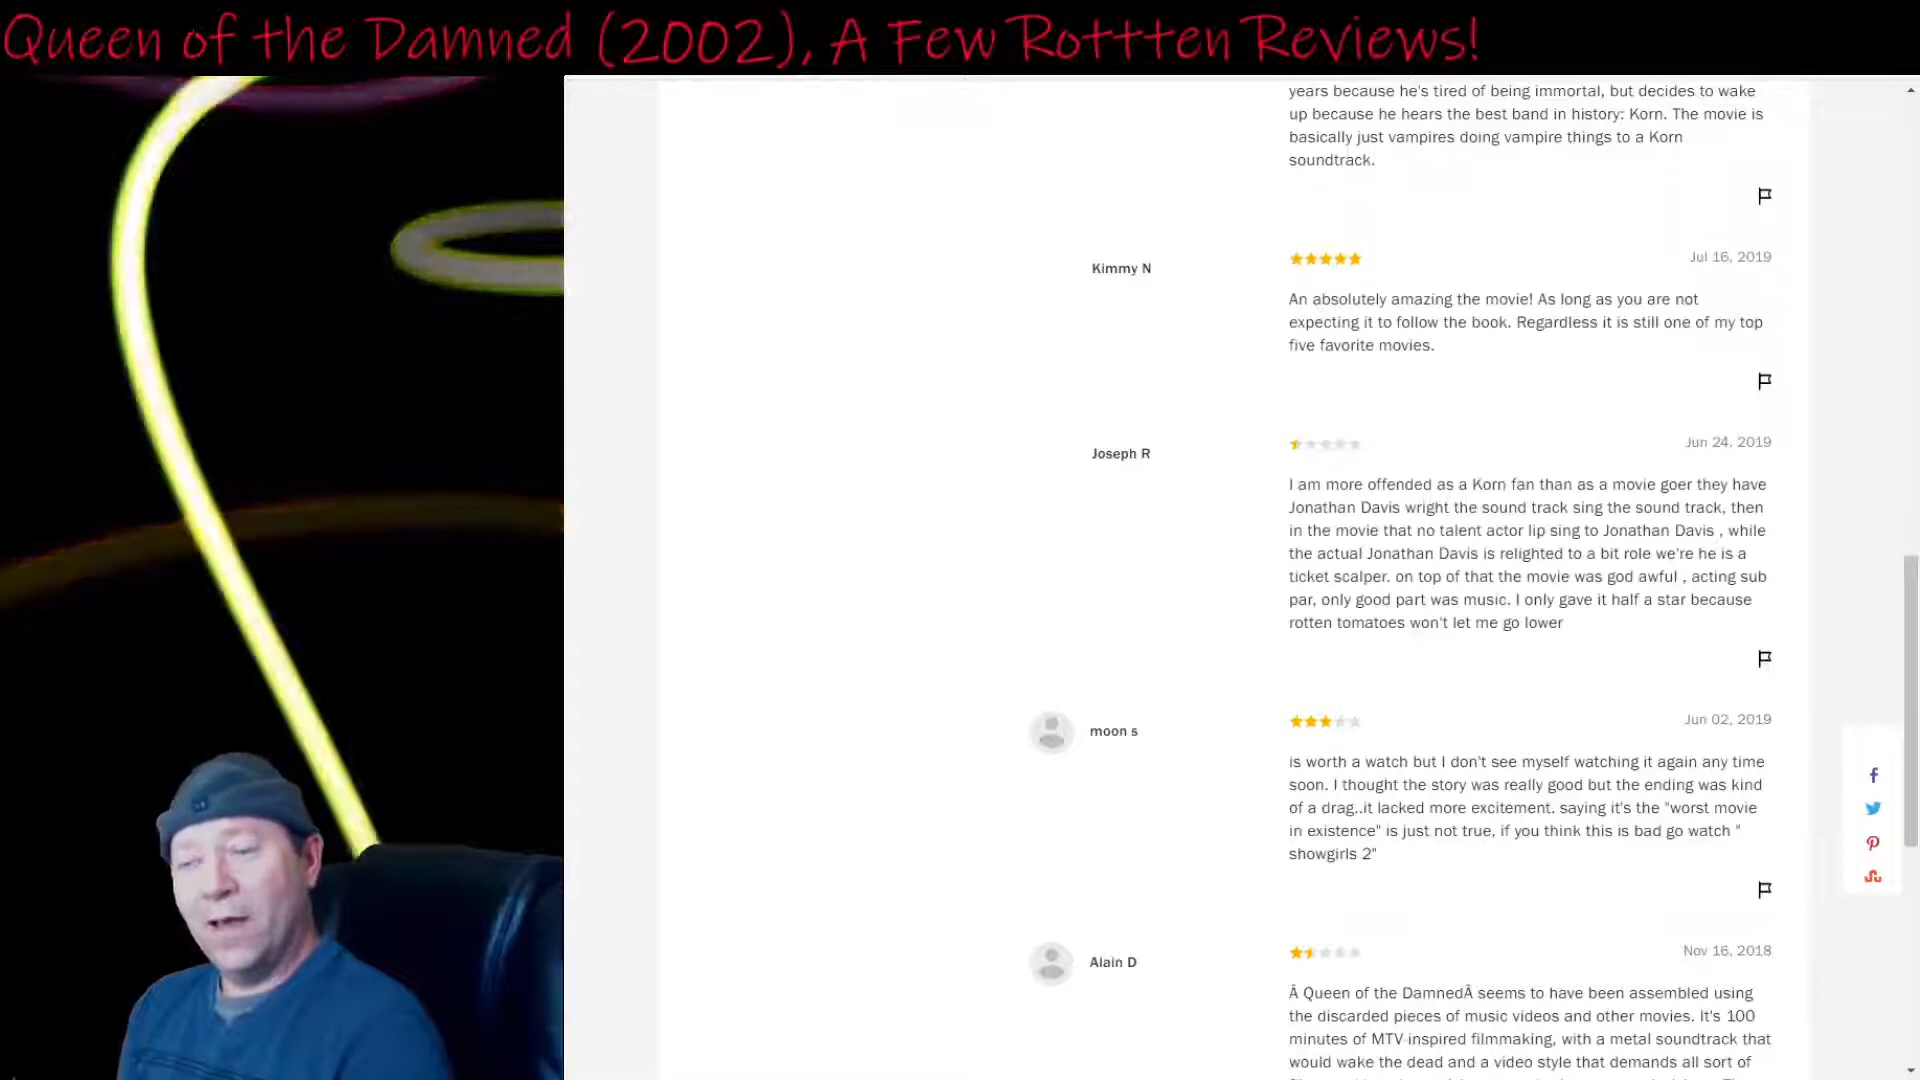 Queen of the Damned (2002), A Few Rottten Reviews!
years because he's tired of being immortal, but decides to wake
up because he hears the best band in history: Korn. The movie is
basically just vampires doing vampire things to a Korn
soundtrack.
Kimmy N
Jul 16, 2019
An absolutely amazing the movie! As long as you are not
expecting it to follow the book. Regardless it is still one of my top
five favorite movies.
Joseph R
Jun 24, 2019
I am more offended as a Korn fan than as a movie goer they have
Jonathan Davis wright the sound track sing the sound track, then
in the movie that no talent actor lip sing to Jonathan Davis , while
the actual Jonathan Davis is relighted to a bit role we're he is a
ticket scalper. on top of that the movie was god awful , acting sub
par, only good part was music. I only gave it half a star because
rotten tomatoes won't let me go lower
moon s
Jun 02, 2019
is worth a watch but I don't see myself watching it again any time
soon. I thought the story was really good but the ending was kind
of a drag..it lacked more excitement. saying it's the "worst movie
in existence" is just not true, if you think this is bad go watch "
showgirls 2"
Alain D
Nov 16, 2018
Â Queen of the DamnedÂ seems to have been assembled using
the discarded pieces of music videos and other movies. It's 100
minutes of MTV-inspired filmmaking, with a metal soundtrack that
would wake the dead and a video style that demands all sort of